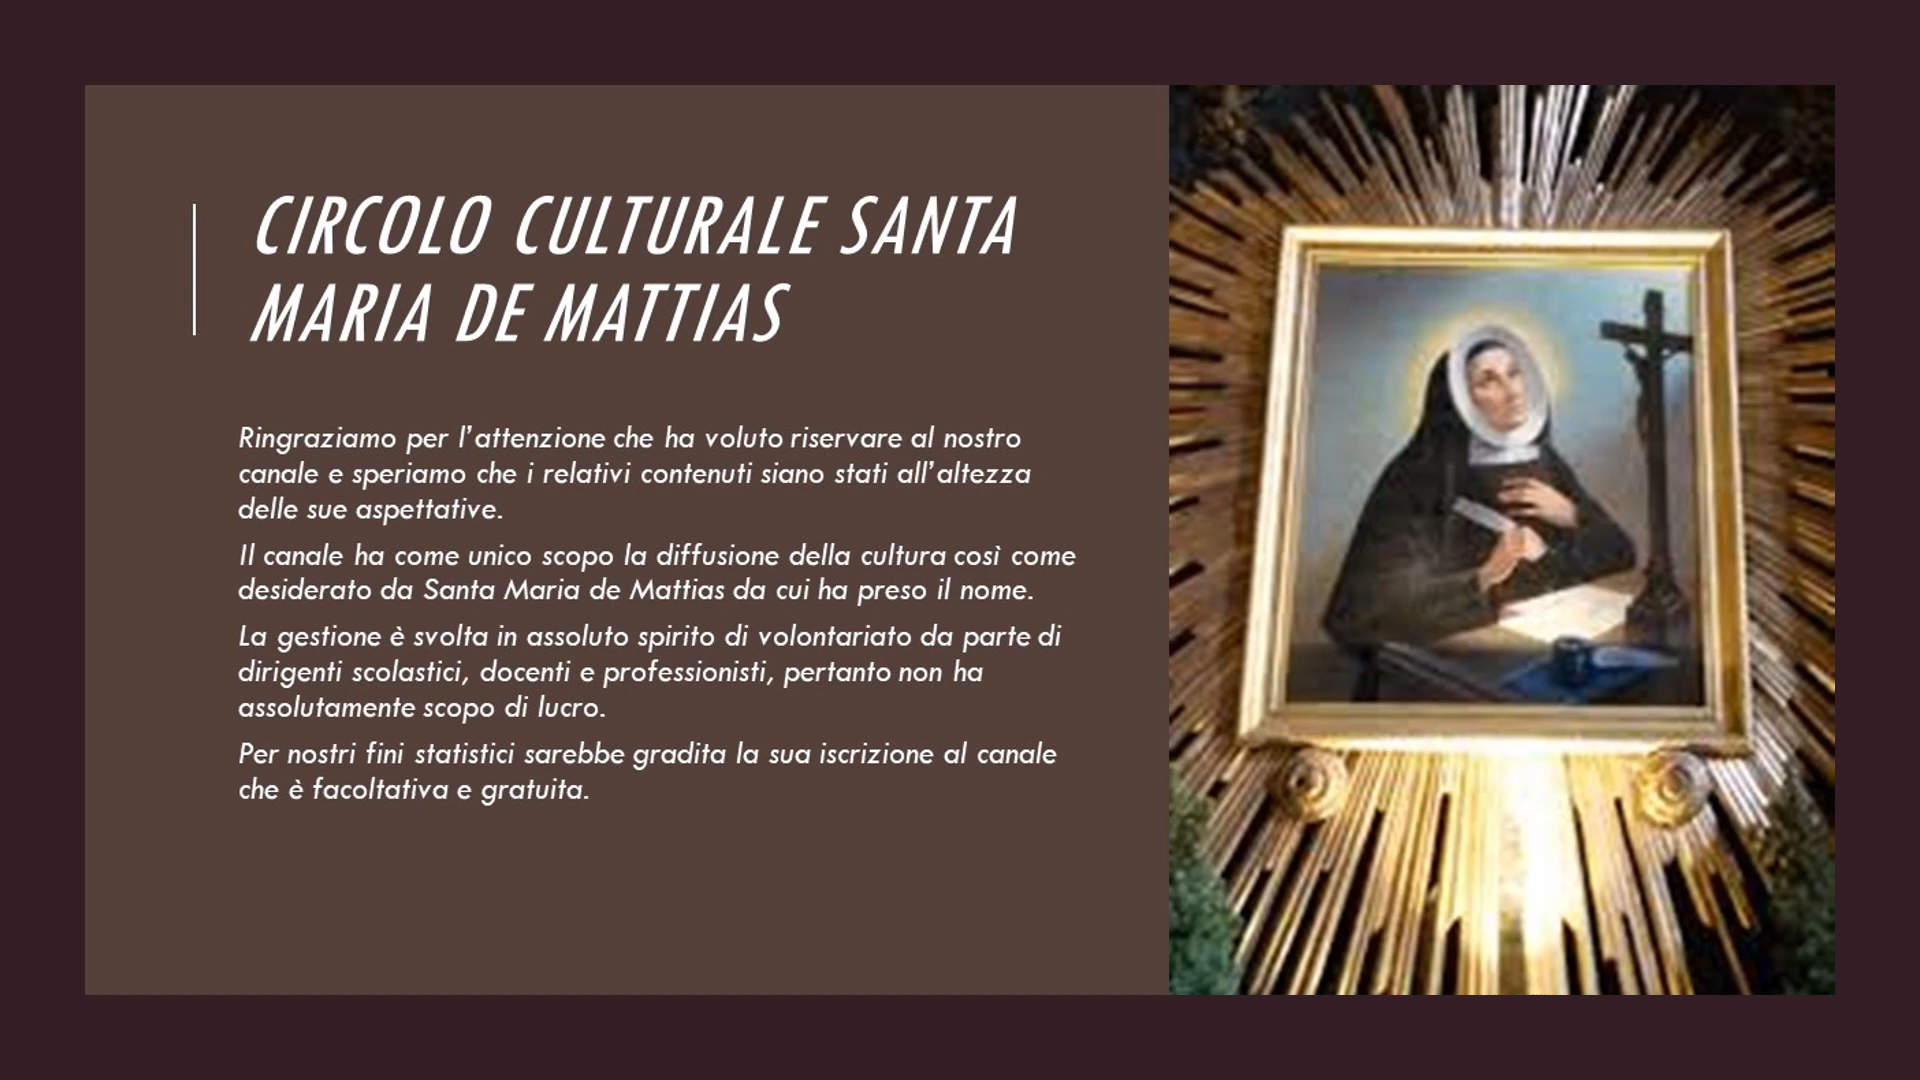 CIRCOLO CULTURALE SANTA
MARIA DE MATTIAS
Ringraziamo per l’attenzione che ha voluto riservare al nostro
canale e speriamo che i relativi contenuti siano stati all’altezza
delle sue aspettative.
Il canale ha come unico scopo la diffusione della cultura così come
desiderato da Santa Maria de Mattias da cui ha preso il nome.
La gestione è svolta in assoluto spirito di volontariato da parte di
dirigenti scolastici, docenti e professionisti, pertanto non ha
assolutamente scopo di lucro.
Per nostri fini statistici sarebbe gradita la sua iscrizione al canale
che è facoltativa e gratuita.